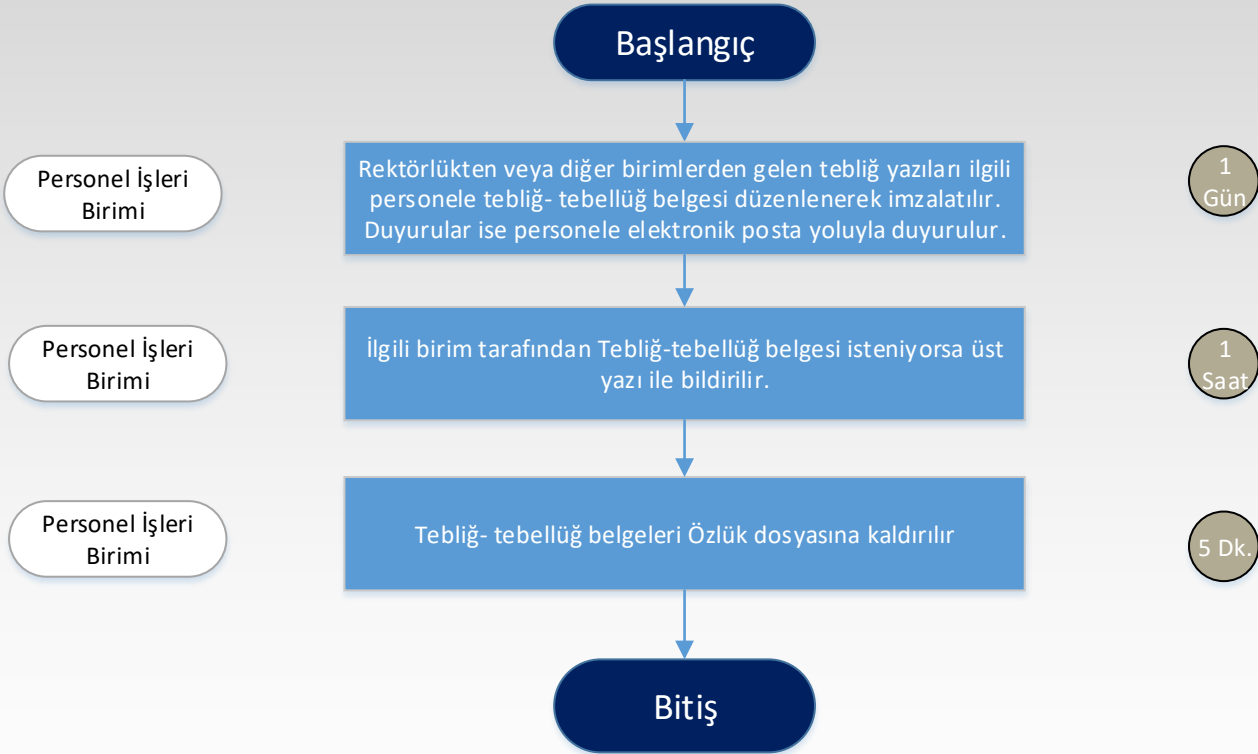 Başlangıç
Personel İşleri
Birimi
Rektörlükten veya diğer birimlerden gelen tebliğ yazıları ilgili
personele tebliğ- tebellüğ belgesi düzenlenerek imzalatılır.
Duyurular ise personele elektronik posta yoluyla duyurulur.
1
Gün
Personel İşleri
Birimi
İlgili birim tarafından Tebliğ-tebellüğ belgesi isteniyorsa üst
yazı ile bildirilir.
1
Saat
Personel İşleri
Birimi
Tebliğ- tebellüğ belgeleri Özlük dosyasına kaldırılır
5 Dk.
Bitiş